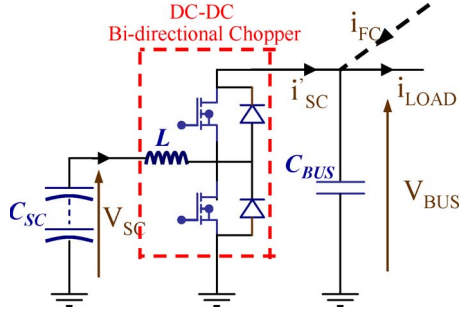 DC-DC
Bi-directional Chopper
i_FC
i'_SC
i_LOAD
L
C_BUS
C_SC
V_SC
V_BUS